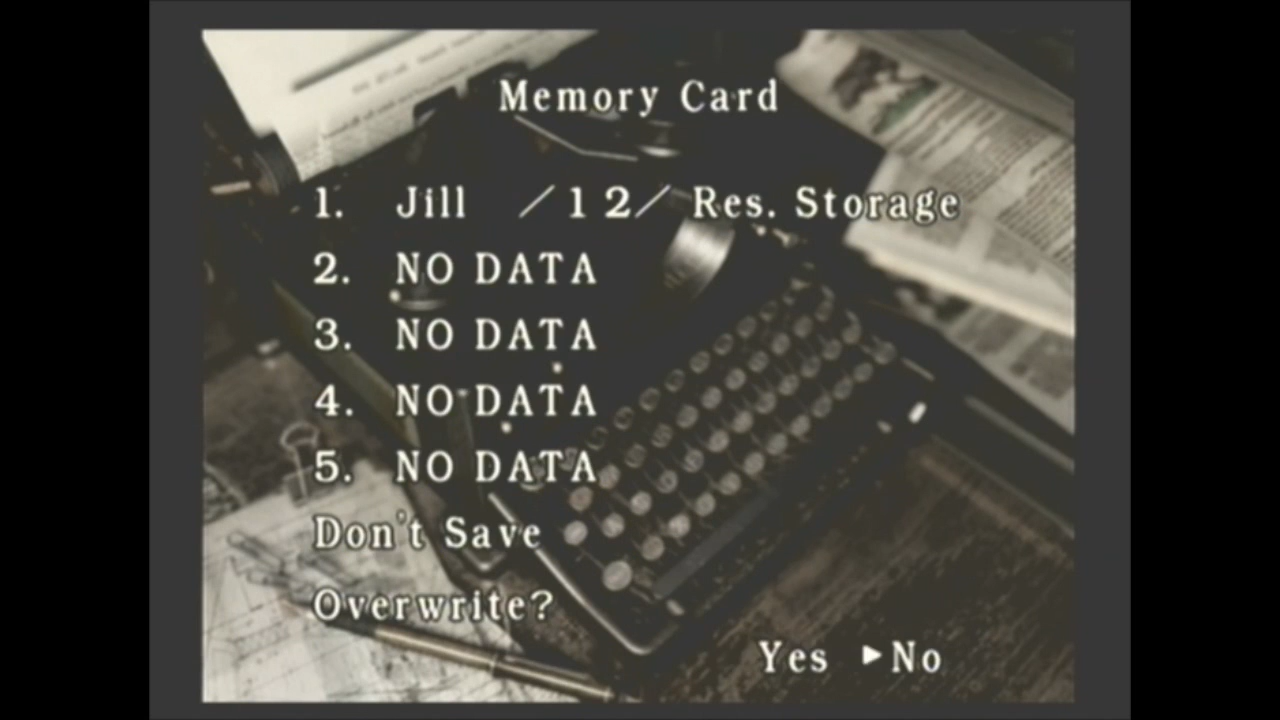 Memory Card
1. Jill /12/ Res. Storage
2. NO DATA
3. NO DATA
4. NO DATA
5. NO DATA
Don't Save
Overwrite?
Yes ▶No